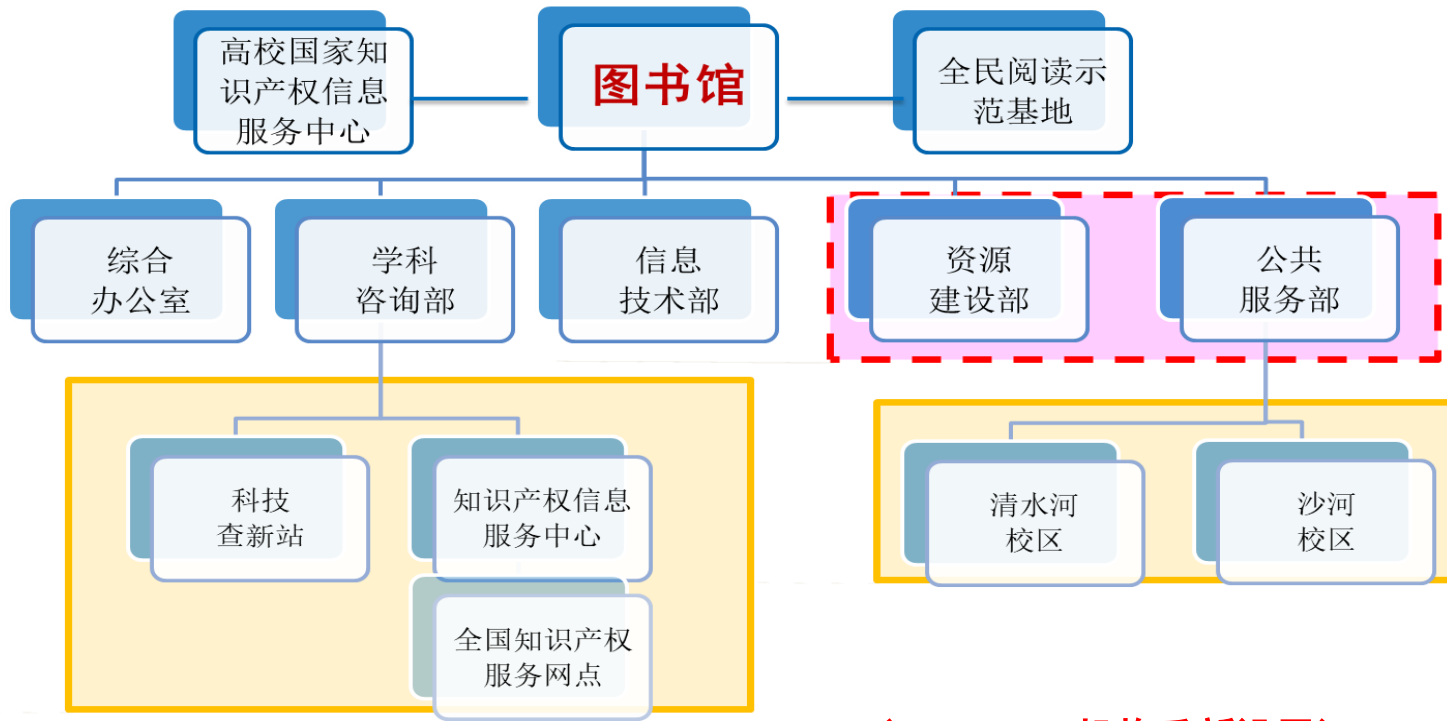 高校国家知
识产权信息
服务中心
图书馆
全民阅读示
范基地
综合
办公室
学科
咨询部
信息
技术部
资源
建设部
公共
服务部
科技
查新站
知识产权信息
服务中心
全国知识产权
服务网点
清水河
校区
沙河
校区